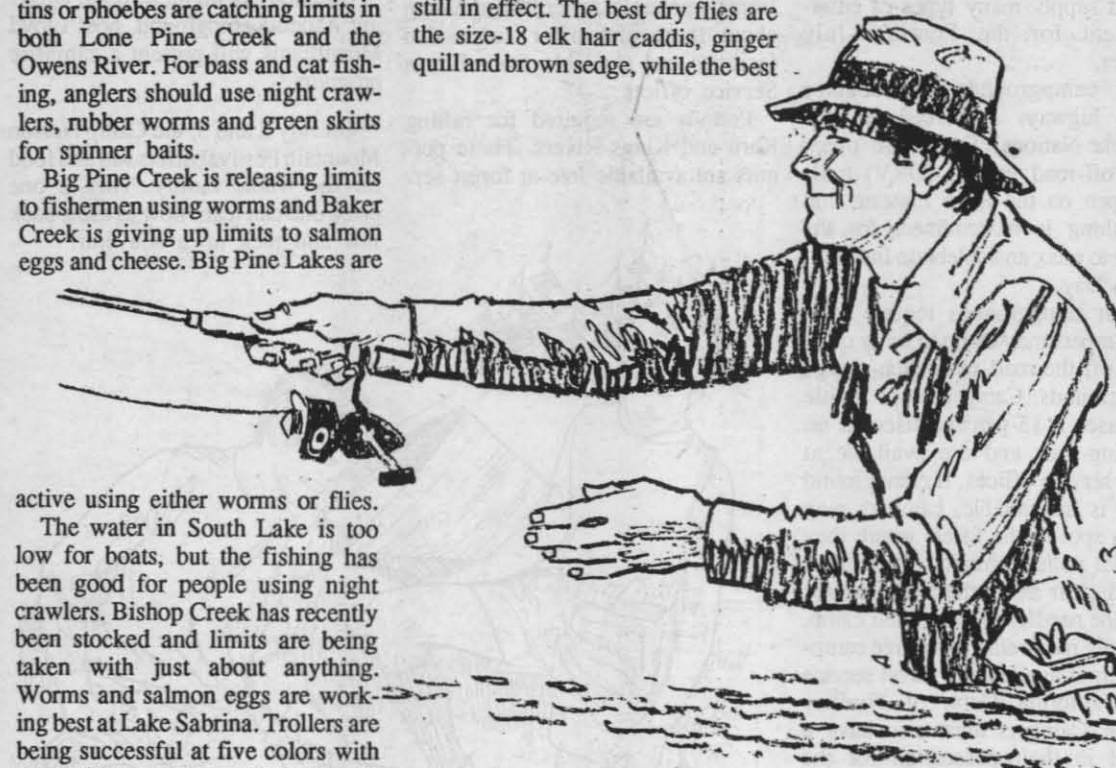 tins or phoebes are catching limits in
both Lone Pine Creek and the
Owens River. For bass and cat fish-
ing, anglers should use night craw-
lers, rubber worms and green skirts
for spinner baits.
Big Pine Creek is releasing limits
to fishermen using worms and Baker
Creek is giving up limits to salmon
eggs and cheese. Big Pine Lakes are
active using either worms or flies.
The water in South Lake is too
low for boats, but the fishing has
been good for people using night
crawlers. Bishop Creek has recently
been stocked and limits are being
taken with just about anything.
Worms and salmon eggs are work-
ing best at Lake Sabrina. Trollers are
being successful at five colors with
still in effect. The best dry flies are
the size-18 elk hair caddis, ginger
quill and brown sedge, while the best